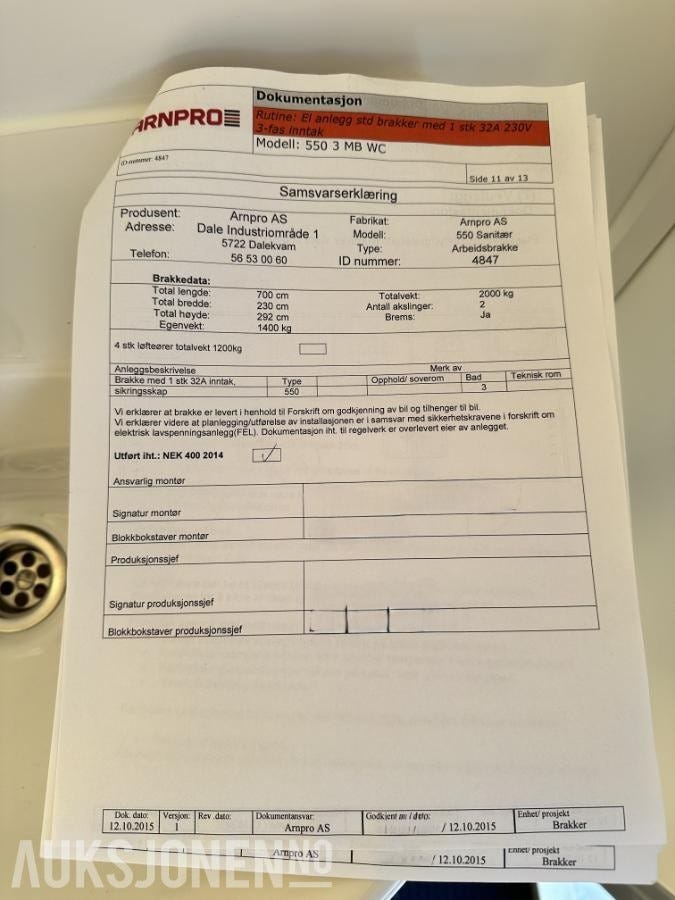 ARNPRO
Dokumentasjon
Rutine: El anlegg std brakker med 1 stk 32A 230V
3-fas inntak
Modell: 550 3 MB WC
ID-nummer: 4847
Side 11 av 13
Samsvarserklæring
Produsent: Arnpro AS Fabrikat: Arnpro AS
Adresse: Dale Industriområde 1 Modell: 550 Sanitær
5722 Dalekvam Type: Arbeidsbrakke
Telefon: 56 53 00 60 ID nummer: 4847
Brakkedata:
Total lengde: 700 cm Totalvekt: 2000 kg
Total bredde: 230 cm Antall akslinger: 2
Total høyde: 292 cm Brems: Ja
Egenvekt: 1400 kg
4 stk løfteører totalvekt 1200kg
Anleggsbeskrivelse Merk av
Brakke med 1 stk 32A inntak, Type Opphold/ soverom Bad Teknisk rom
sikringsskap 550 3
Vi erklærer at brakke er levert i henhold til Forskrift om godkjenning av bil og tilhenger til bil.
Vi erklærer videre at planlegging/utførelse av installasjonen er i samsvar med sikkerhetskravene i forskrift om
elektrisk lavspenningsanlegg(FEL). Dokumentasjon iht. til regelverk er overlevert eier av anlegget.
Utført iht.: NEK 400 2014
Ansvarlig montør
Signatur montør
Blokkbokstaver montør
Produksjonssjef
Signatur produksjonssjef
Blokkbokstaver produksjonssjef
Dok. dato: Versjon: Rev .dato: Dokumentansvar: Godkjent av / dato: Enhet/ prosjekt
12.10.2015 1 Arnpro AS / 12.10.2015 Brakker
Arnpro AS / 12.10.2015 Enhet/ prosjekt
Brakker
AUKSJONEN.NO